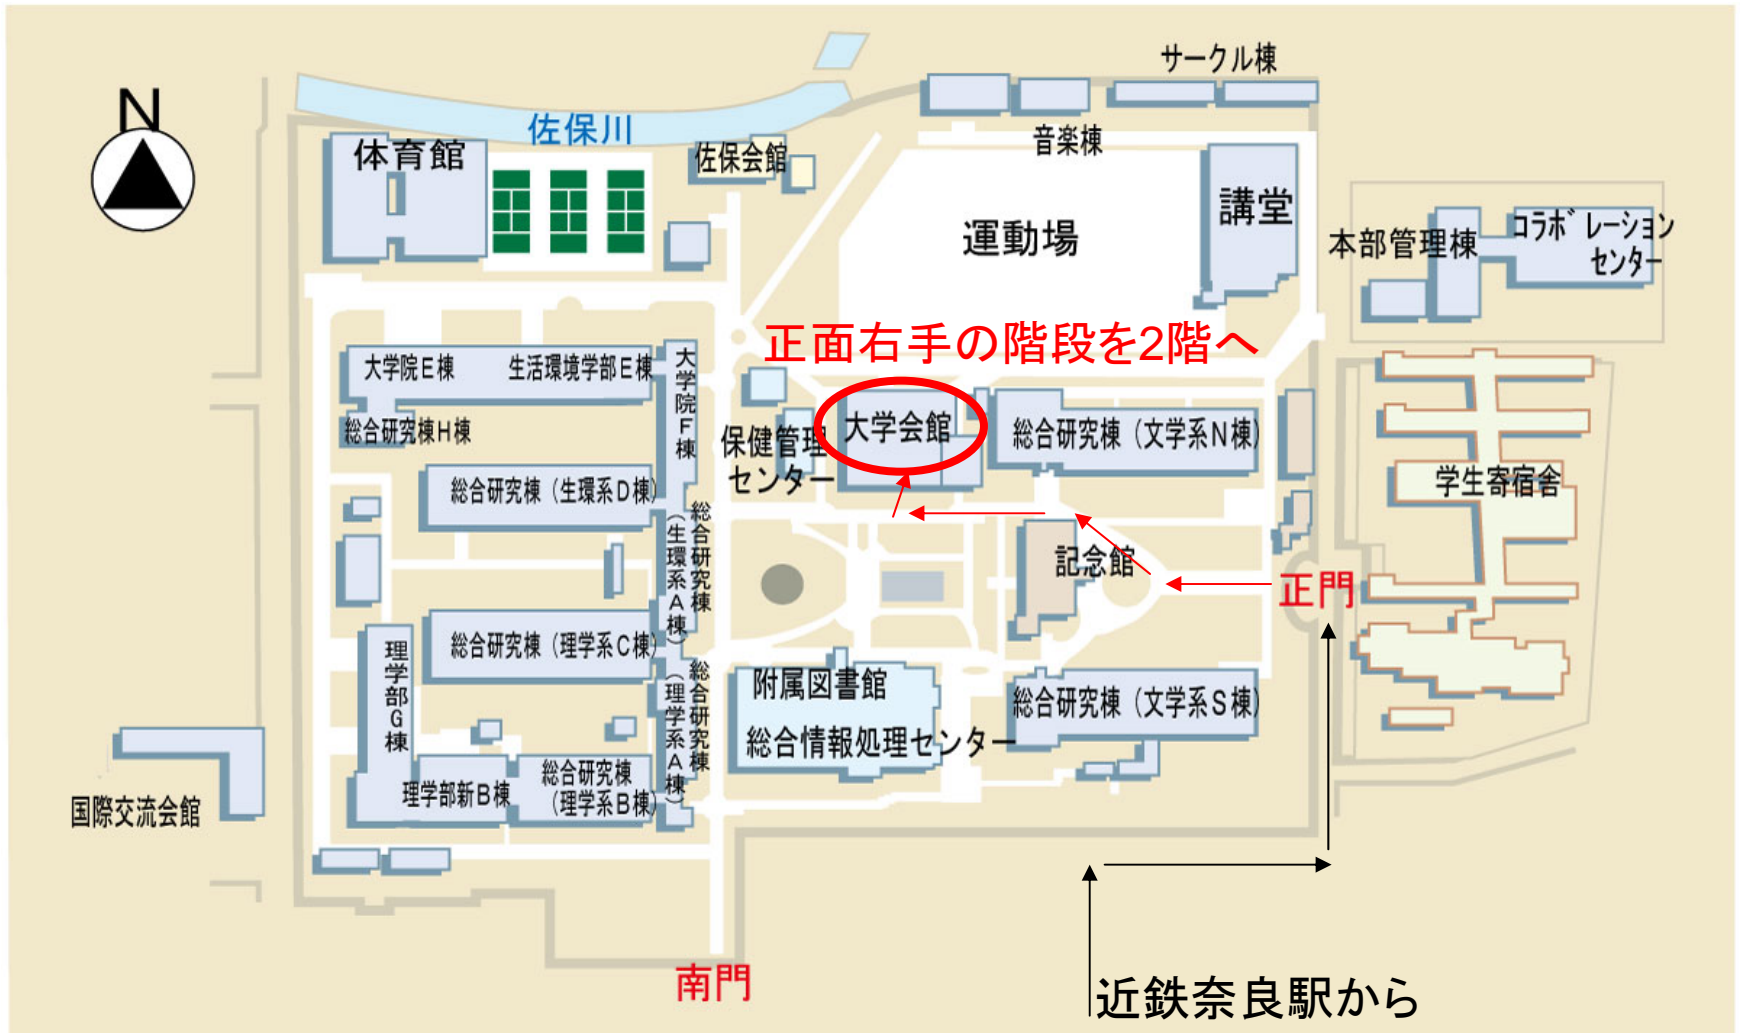 サークル棟
N
佐保川
体育館
佐保会館
音楽棟
講堂
運動場
本部管理棟
コラボレーション
センター
正面右手の階段を2階へ
大学院E棟
生活環境学部E棟
大学院F棟
総合研究棟H棟
保健管理
センター
大学会館
総合研究棟（文学系N棟）
学生寄宿舎
総合研究棟（生環系D棟）
総合研究棟
（生環系A棟）
記念館
正門
総合研究棟（理学系C棟）
理学部G棟
総合研究棟
（理学系A棟）
附属図書館
総合情報処理センター
総合研究棟（文学系S棟）
国際交流会館
理学部新B棟
総合研究棟
（理学系B棟）
南門
近鉄奈良駅から